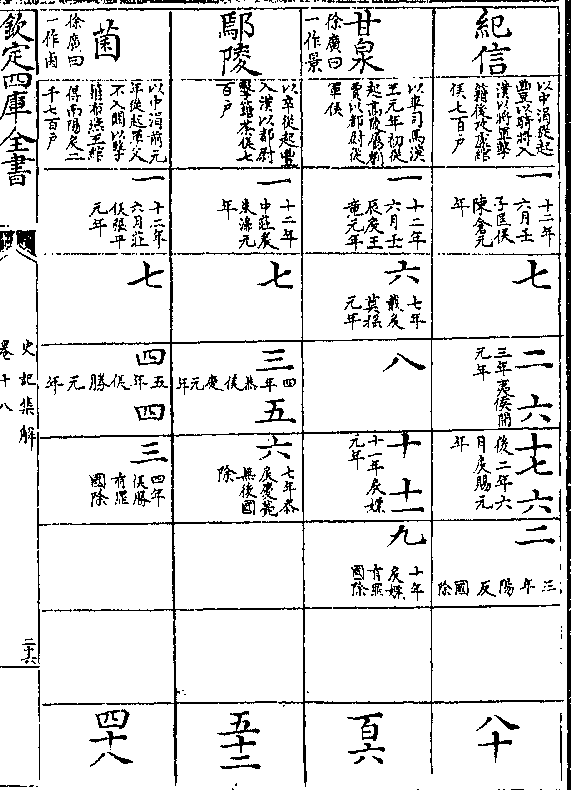 紀信
以中涓從起
豐以騎將入
漢以將軍擊
籍後攻盧綰
侯七百戶
一
十二年
六月壬
辰匡侯
陳倉元
年
七
二
三年夷侯開
元年
六
十七
後二年六
月侯賜元
年
六
二
三年陽反國除
八十
甘泉
徐廣曰
一作景
以車司馬漢
王元年初從
起高陵屬劉
賈以都尉從
軍侯
一
十二年
六月壬
辰侯王
竟元年
六
七年
戴侯
莫搖
元年
八
十
十一年侯嫖
元年
十一
九
十年
侯嫖
有罪
國除
百六
鄢陵
以卒從起豐
入漢以都尉
擊籍荼侯七
百戶
一
十二年
中莊侯
朱濞元
年
七
三
四年恭侯慶元年
五
六
七年恭
侯慶薨
無後國
除
五十二
菌
徐廣曰
一作鹵
以中涓前元
年從起單父
不入關以擊
籍布燕王綰
得南陽侯二
千七百戶
一
十二年
六月莊
侯張平
元年
七
四
五年侯勝元年
四
三
四年
侯勝
有罪
國除
四十八
欽定四庫全書
史記集解
卷十八
二十六